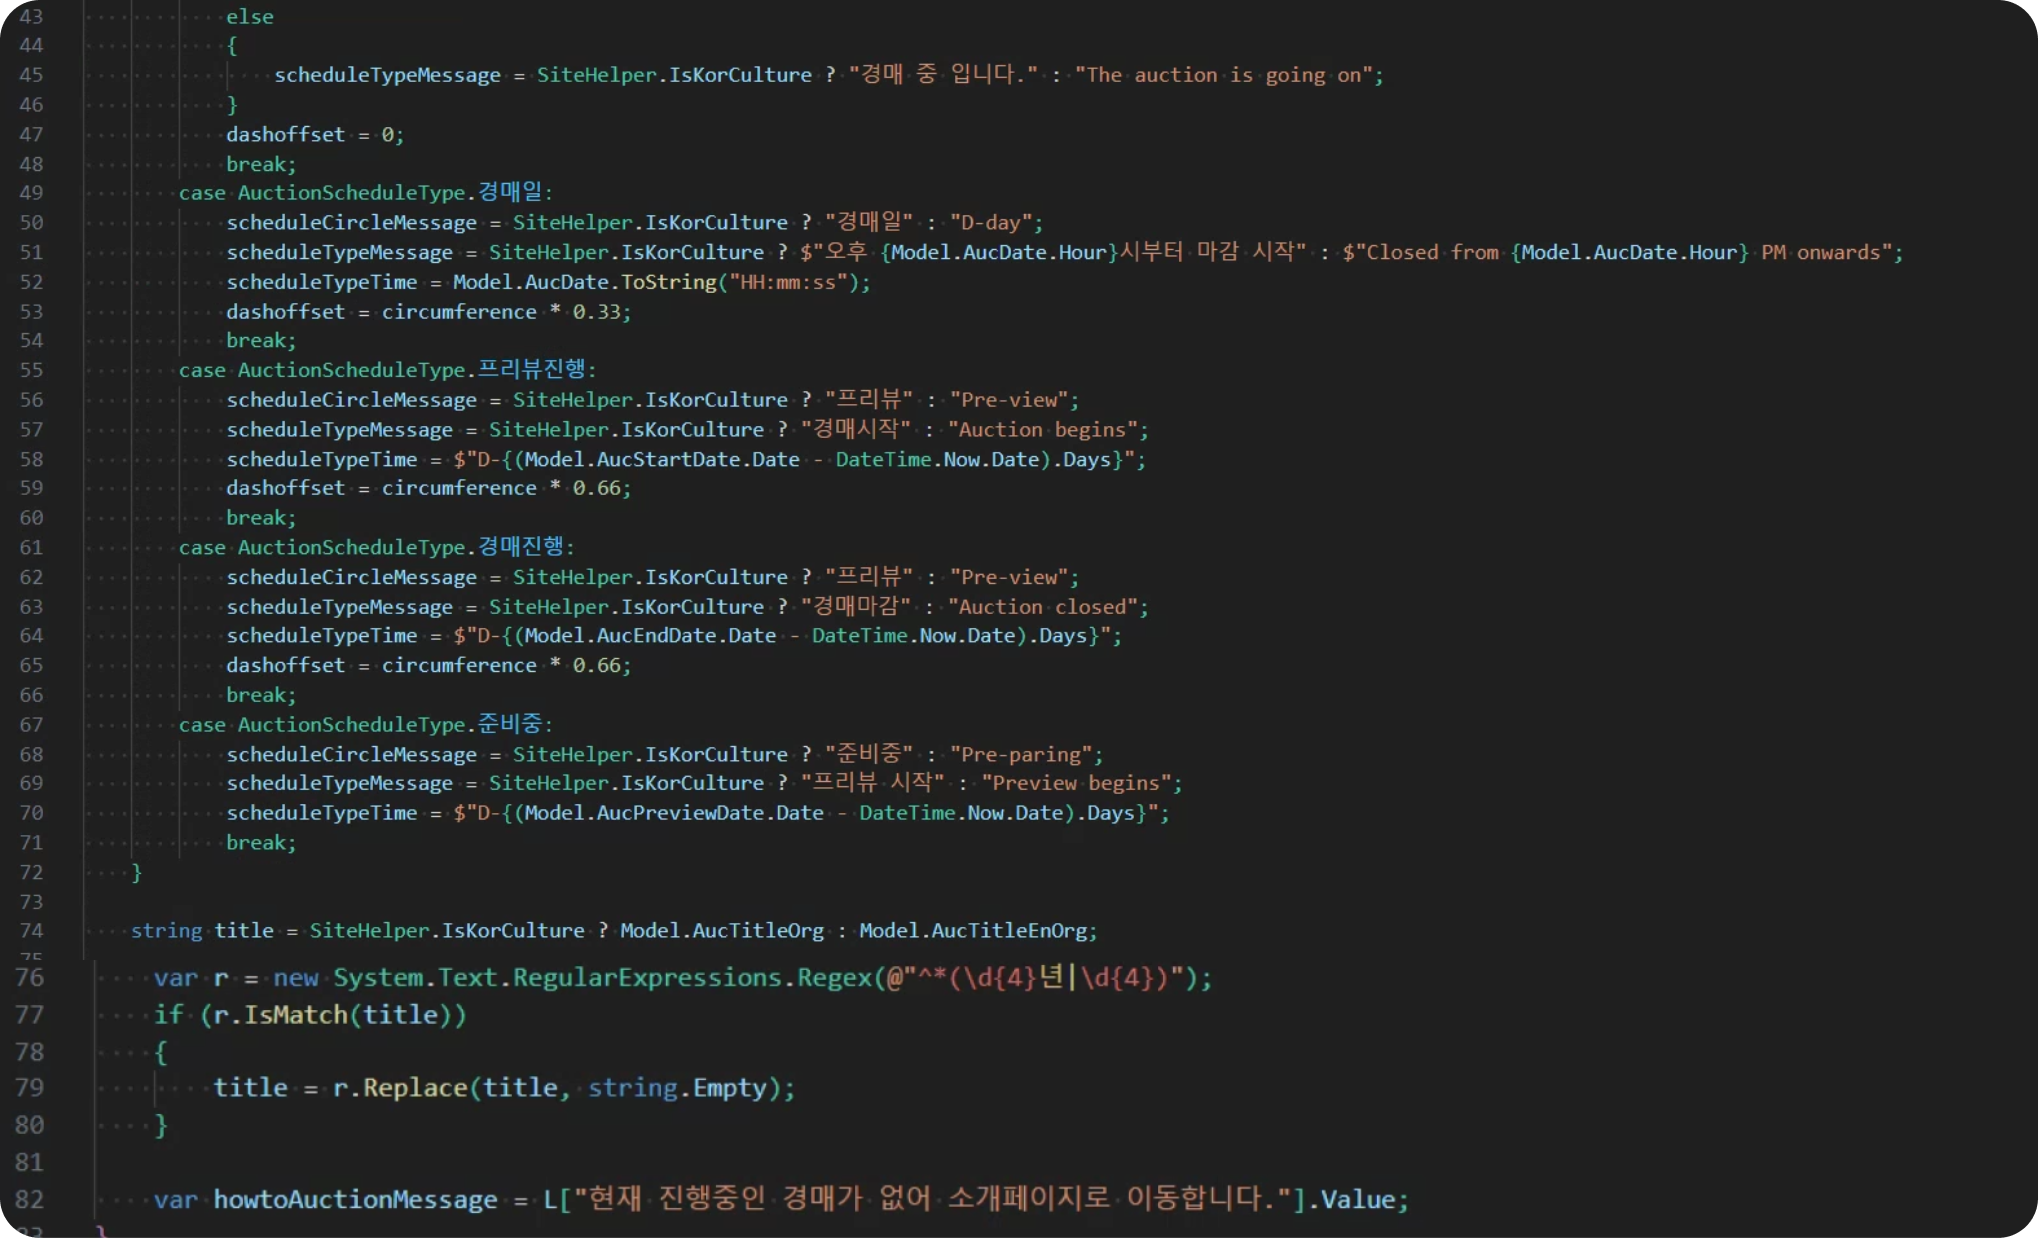 43 else
44 {
45 scheduleTypeMessage = SiteHelper.IsKorCulture ? "경매 중 입니다." : "The auction is going on";
46 }
47 dashoffset = 0;
48 break;
49 case AuctionScheduleType.경매일:
50 scheduleCircleMessage = SiteHelper.IsKorCulture ? "경매일" : "D-day";
51 scheduleTypeMessage = SiteHelper.IsKorCulture ? $"오후 {Model.AucDate.Hour}시부터 마감 시작" : $"Closed from {Model.AucDate.Hour} PM onwards";
52 scheduleTypeTime = Model.AucDate.ToString("HH:mm:ss");
53 dashoffset = circumference * 0.33;
54 break;
55 case AuctionScheduleType.프리뷰진행:
56 scheduleCircleMessage = SiteHelper.IsKorCulture ? "프리뷰" : "Pre-view";
57 scheduleTypeMessage = SiteHelper.IsKorCulture ? "경매시작" : "Auction begins";
58 scheduleTypeTime = $"D-{(Model.AucStartDate.Date - DateTime.Now.Date).Days}";
59 dashoffset = circumference * 0.66;
60 break;
61 case AuctionScheduleType.경매진행:
62 scheduleCircleMessage = SiteHelper.IsKorCulture ? "프리뷰" : "Pre-view";
63 scheduleTypeMessage = SiteHelper.IsKorCulture ? "경매마감" : "Auction closed";
64 scheduleTypeTime = $"D-{(Model.AucEndDate.Date - DateTime.Now.Date).Days}";
65 dashoffset = circumference * 0.66;
66 break;
67 case AuctionScheduleType.준비중:
68 scheduleCircleMessage = SiteHelper.IsKorCulture ? "준비중" : "Pre-paring";
69 scheduleTypeMessage = SiteHelper.IsKorCulture ? "프리뷰 시작" : "Preview begins";
70 scheduleTypeTime = $"D-{(Model.AucPreviewDate.Date - DateTime.Now.Date).Days}";
71 break;
72 }
73
74 string title = SiteHelper.IsKorCulture ? Model.AucTitleOrg : Model.AucTitleEnOrg;
75
76 var r = new System.Text.RegularExpressions.Regex(@"^*(\d{4}년|\d{4})");
77 if (r.IsMatch(title))
78 {
79 title = r.Replace(title, string.Empty);
80 }
81
82 var howtoAuctionMessage = L["현재 진행중인 경매가 없어 소개페이지로 이동합니다."].Value;
83 }